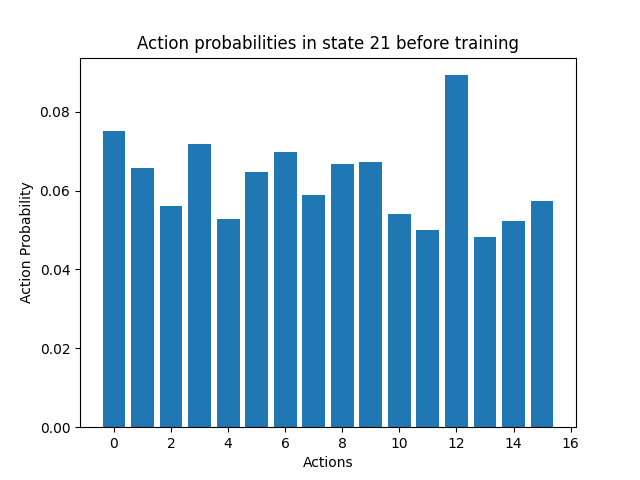 Action probabilities in state 21 before training
Action Probability
0.08
0.06
0.04
0.02
0.00
0 2 4 6 8 10 12 14 16
Actions